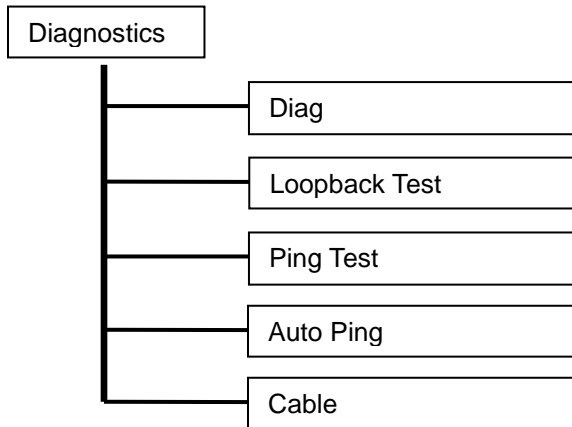 Diagnostics
Diag
Loopback Test
Ping Test
Auto Ping
Cable